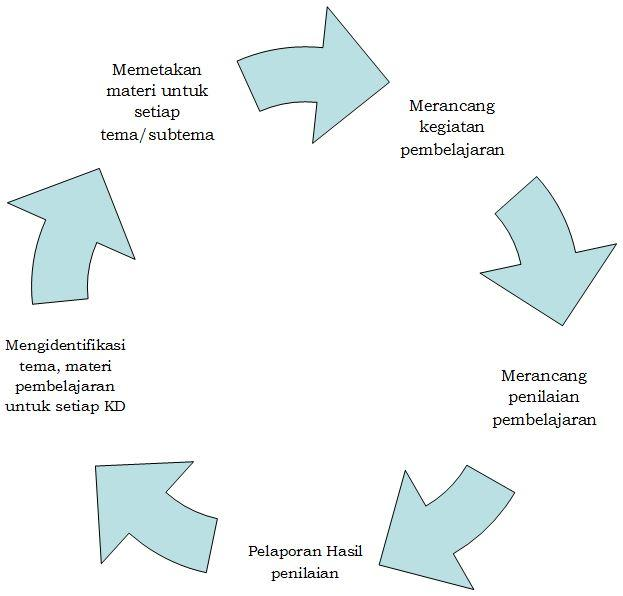 Memetakan
materi untuk
setiap
tema/subtema
Merancang
kegiatan
pembelajaran
Merancang
penilaian
pembelajaran
Pelaporan Hasil
penilaian
Mengidentifikasi
tema, materi
pembelajaran
untuk setiap KD